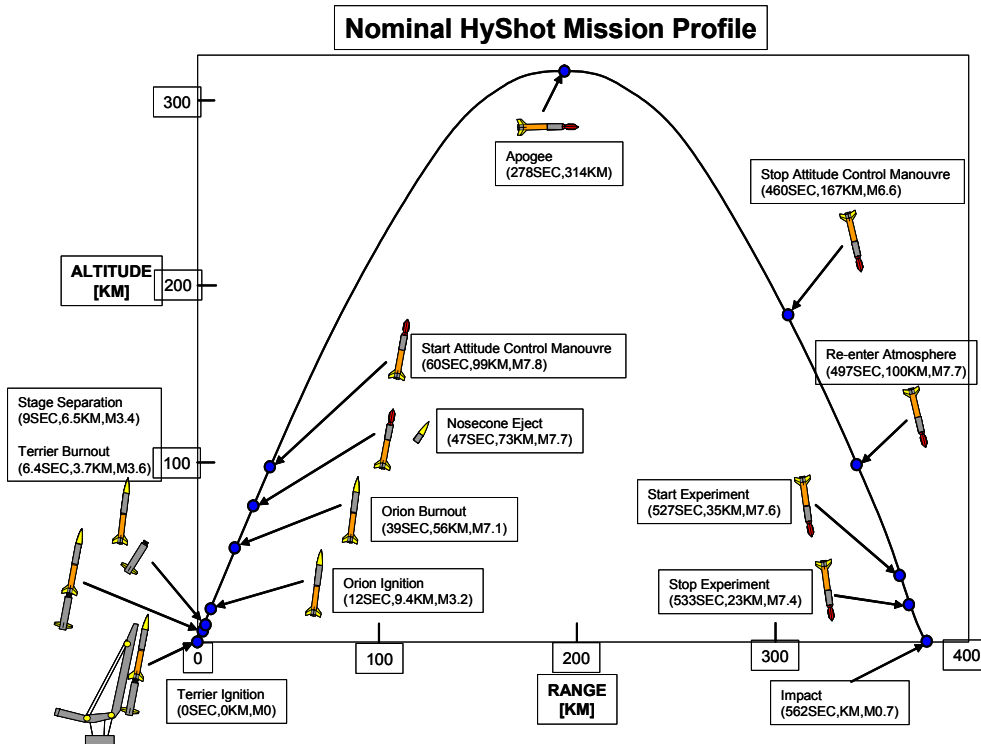 Nominal HyShot Mission Profile
300
Apogee
(278SEC,314KM)
Stop Attitude Control Manouvre
(460SEC,167KM,M6.6)
ALTITUDE
[KM]
200
Start Attitude Control Manouvre
(60SEC,99KM,M7.8)
Re-enter Atmosphere
(497SEC,100KM,M7.7)
Stage Separation
(9SEC,6.5KM,M3.4)
Terrier Burnout
(6.4SEC,3.7KM,M3.6)
Nosecone Eject
(47SEC,73KM,M7.7)
100
Orion Burnout
(39SEC,56KM,M7.1)
Start Experiment
(527SEC,35KM,M7.6)
Orion Ignition
(12SEC,9.4KM,M3.2)
Stop Experiment
(533SEC,23KM,M7.4)
0
100
200
300
400
Terrier Ignition
(0SEC,0KM,M0)
RANGE
[KM]
Impact
(562SEC,KM,M0.7)